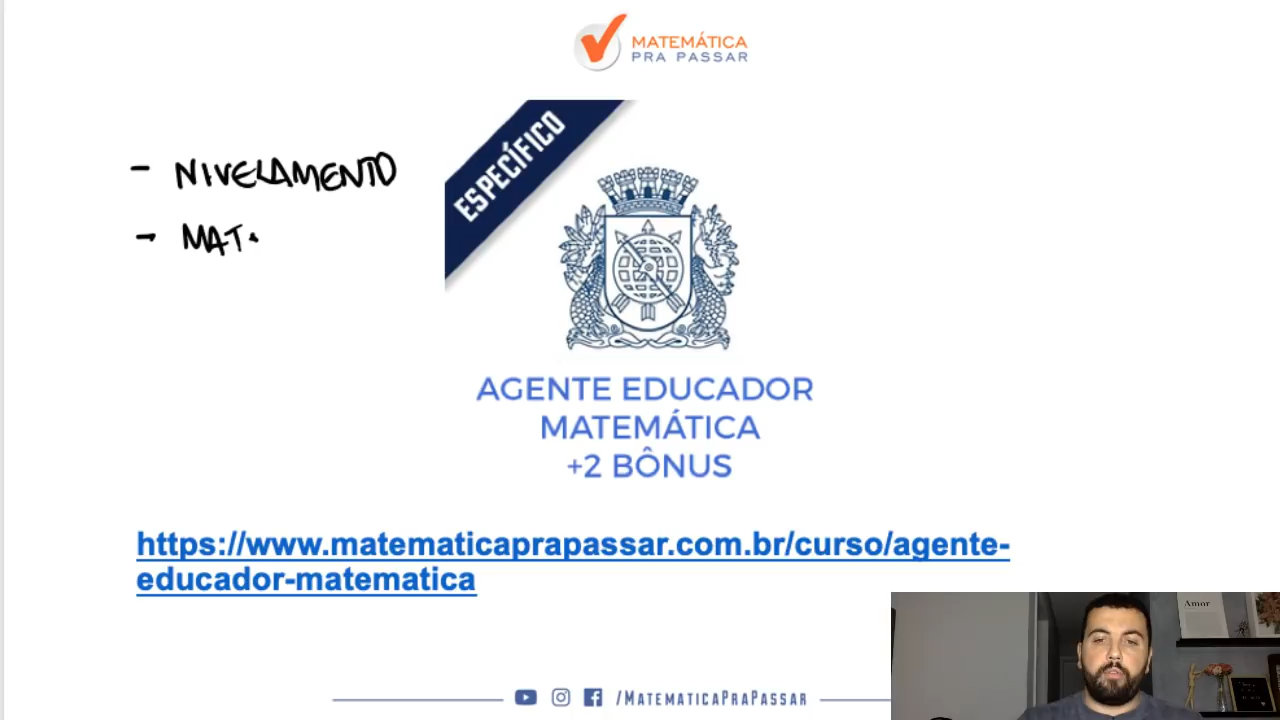 MATEMÁTICA
PRA PASSAR
ESPECÍFICO
- NIVELAMENTO
- MAT.
AGENTE EDUCADOR
MATEMÁTICA
+2 BÔNUS
https://www.matematicaprapassar.com.br/curso/agente-
educador-matematica
/MATEMATICAPRAPASSAR
Amor